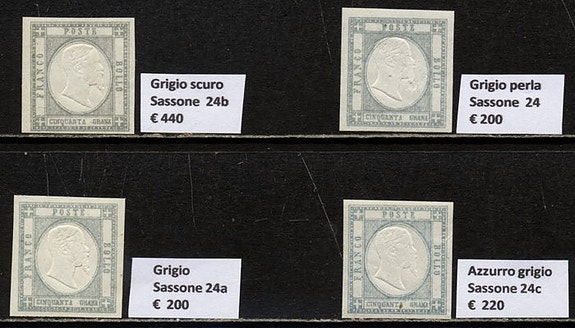 POSTE
FRANCO
BOLLO
CINQUANTA GRANA
Grigio scuro
Sassone 24b
€ 440
POSTE
FRANCO
BOLLO
CINQUANTA GRANA
Grigio perla
Sassone 24
€ 200
POSTE
FRANCO
BOLLO
CINQUANTA GRANA
Grigio
Sassone 24a
€ 200
POSTE
FRANCO
BOLLO
CINQUANTA GRANA
Azzurro grigio
Sassone 24c
€ 220